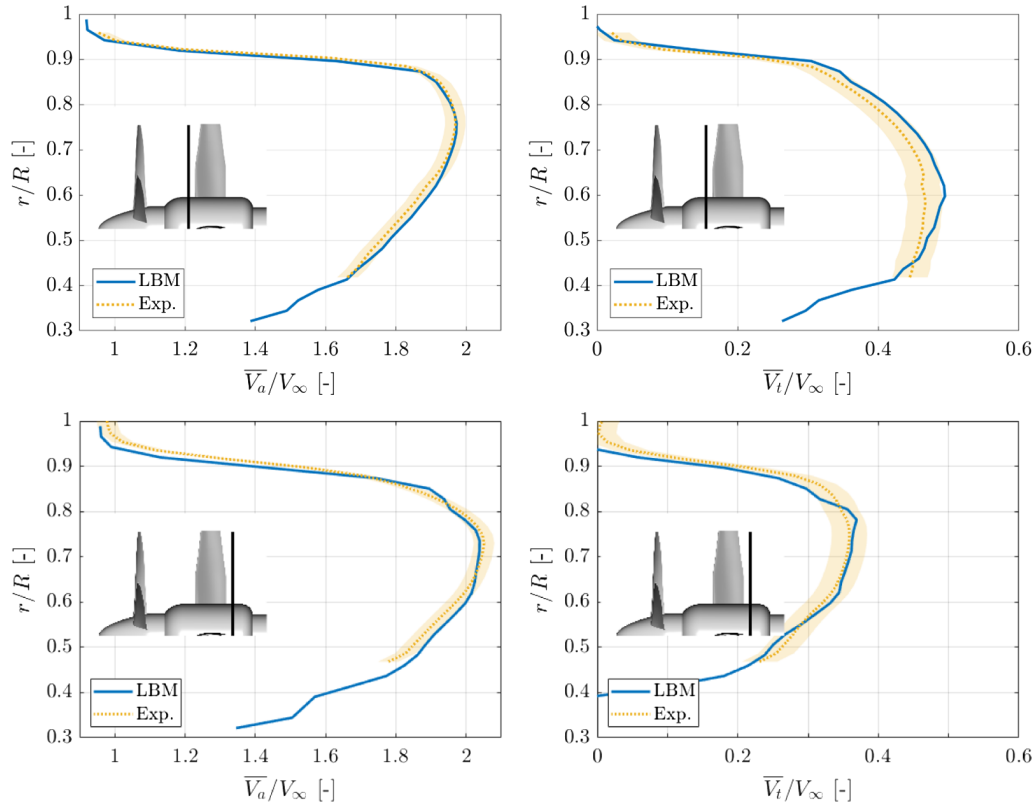 1
0.9
0.8
0.7
0.6
0.5
0.4
0.3
r/R [-]
LBM
Exp.
1 1.2 1.4 1.6 1.8 2
V̅a/V∞ [-]
1
0.9
0.8
0.7
0.6
0.5
0.4
0.3
r/R [-]
LBM
Exp.
0 0.2 0.4 0.6
V̅t/V∞ [-]
1
0.9
0.8
0.7
0.6
0.5
0.4
0.3
r/R [-]
LBM
Exp.
1 1.2 1.4 1.6 1.8 2
V̅a/V∞ [-]
1
0.9
0.8
0.7
0.6
0.5
0.4
0.3
r/R [-]
LBM
Exp.
0 0.2 0.4 0.6
V̅t/V∞ [-]